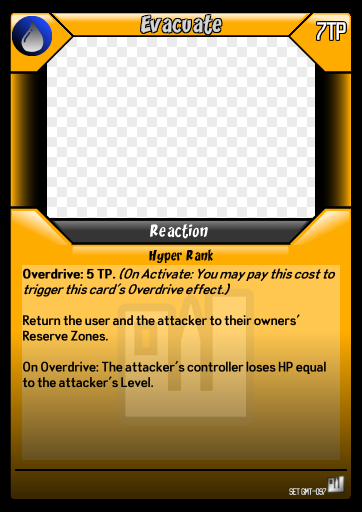 Evacuate
7TP
Reaction
Hyper Rank
Overdrive: 5 TP. (On Activate: You may pay this cost to
trigger this card's Overdrive effect.)
Return the user and the attacker to their owners'
Reserve Zones.
On Overdrive: The attacker's controller loses HP equal
to the attacker's Level.
SET GMT-097